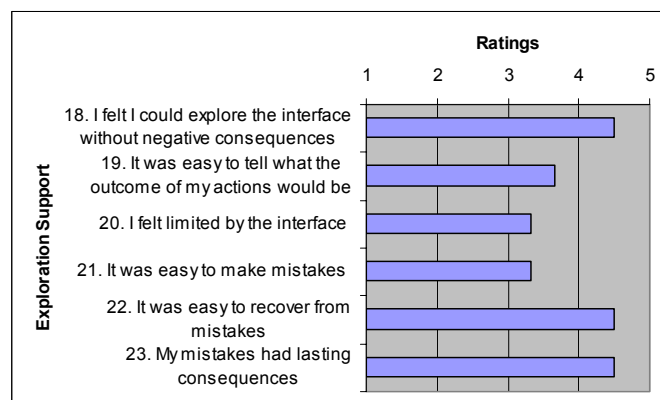 Ratings
1 2 3 4 5
Exploration Support
18. I felt I could explore the interface
without negative consequences
19. It was easy to tell what the
outcome of my actions would be
20. I felt limited by the interface
21. It was easy to make mistakes
22. It was easy to recover from
mistakes
23. My mistakes had lasting
consequences